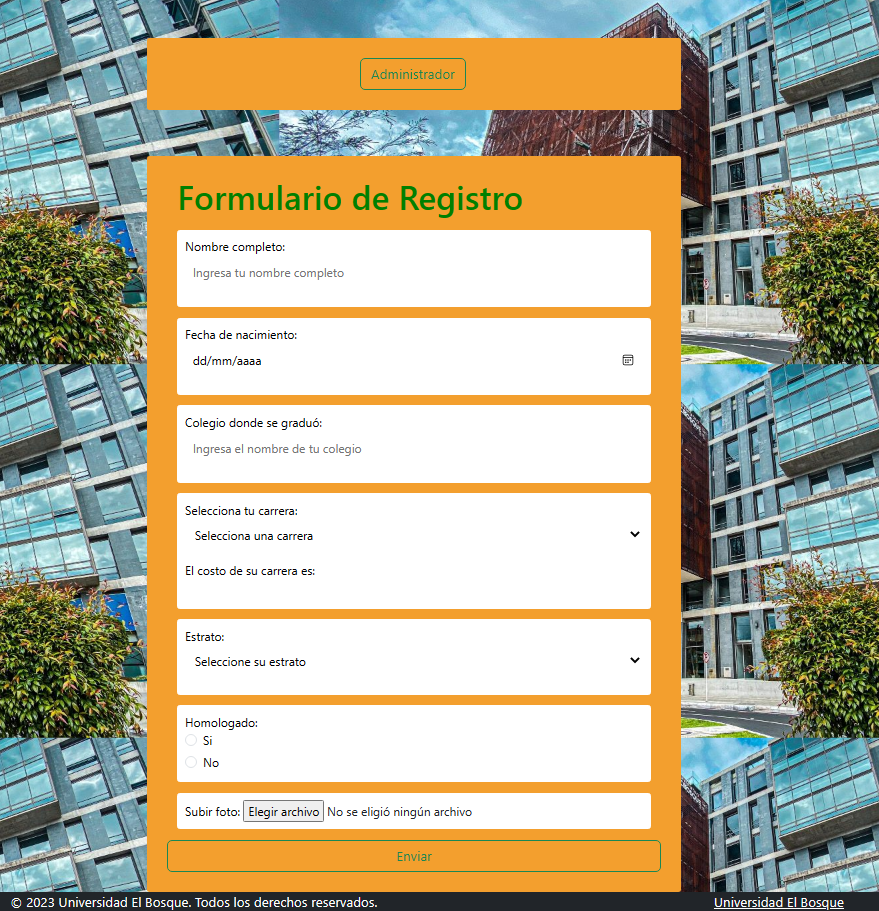 Administrador
Formulario de Registro
Nombre completo:
Ingresa tu nombre completo
Fecha de nacimiento:
dd/mm/aaaa
Colegio donde se graduó:
Ingresa el nombre de tu colegio
Selecciona tu carrera:
Selecciona una carrera
El costo de su carrera es:
Estrato:
Seleccione su estrato
Homologado:
Si
No
Subir foto: Elegir archivo No se eligió ningún archivo
Enviar
© 2023 Universidad El Bosque. Todos los derechos reservados. Universidad El Bosque